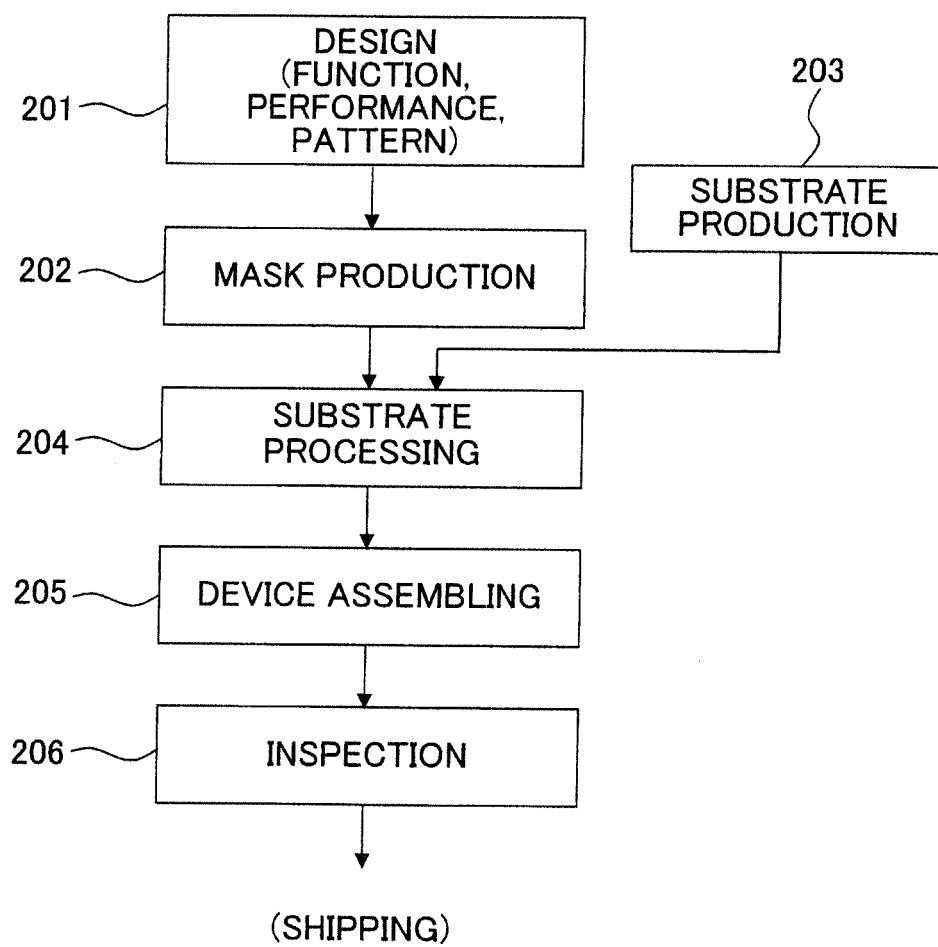 DESIGN
(FUNCTION,
PERFORMANCE,
PATTERN)
201
203
SUBSTRATE
PRODUCTION
202
MASK PRODUCTION
204
SUBSTRATE
PROCESSING
205
DEVICE ASSEMBLING
206
INSPECTION
(SHIPPING)